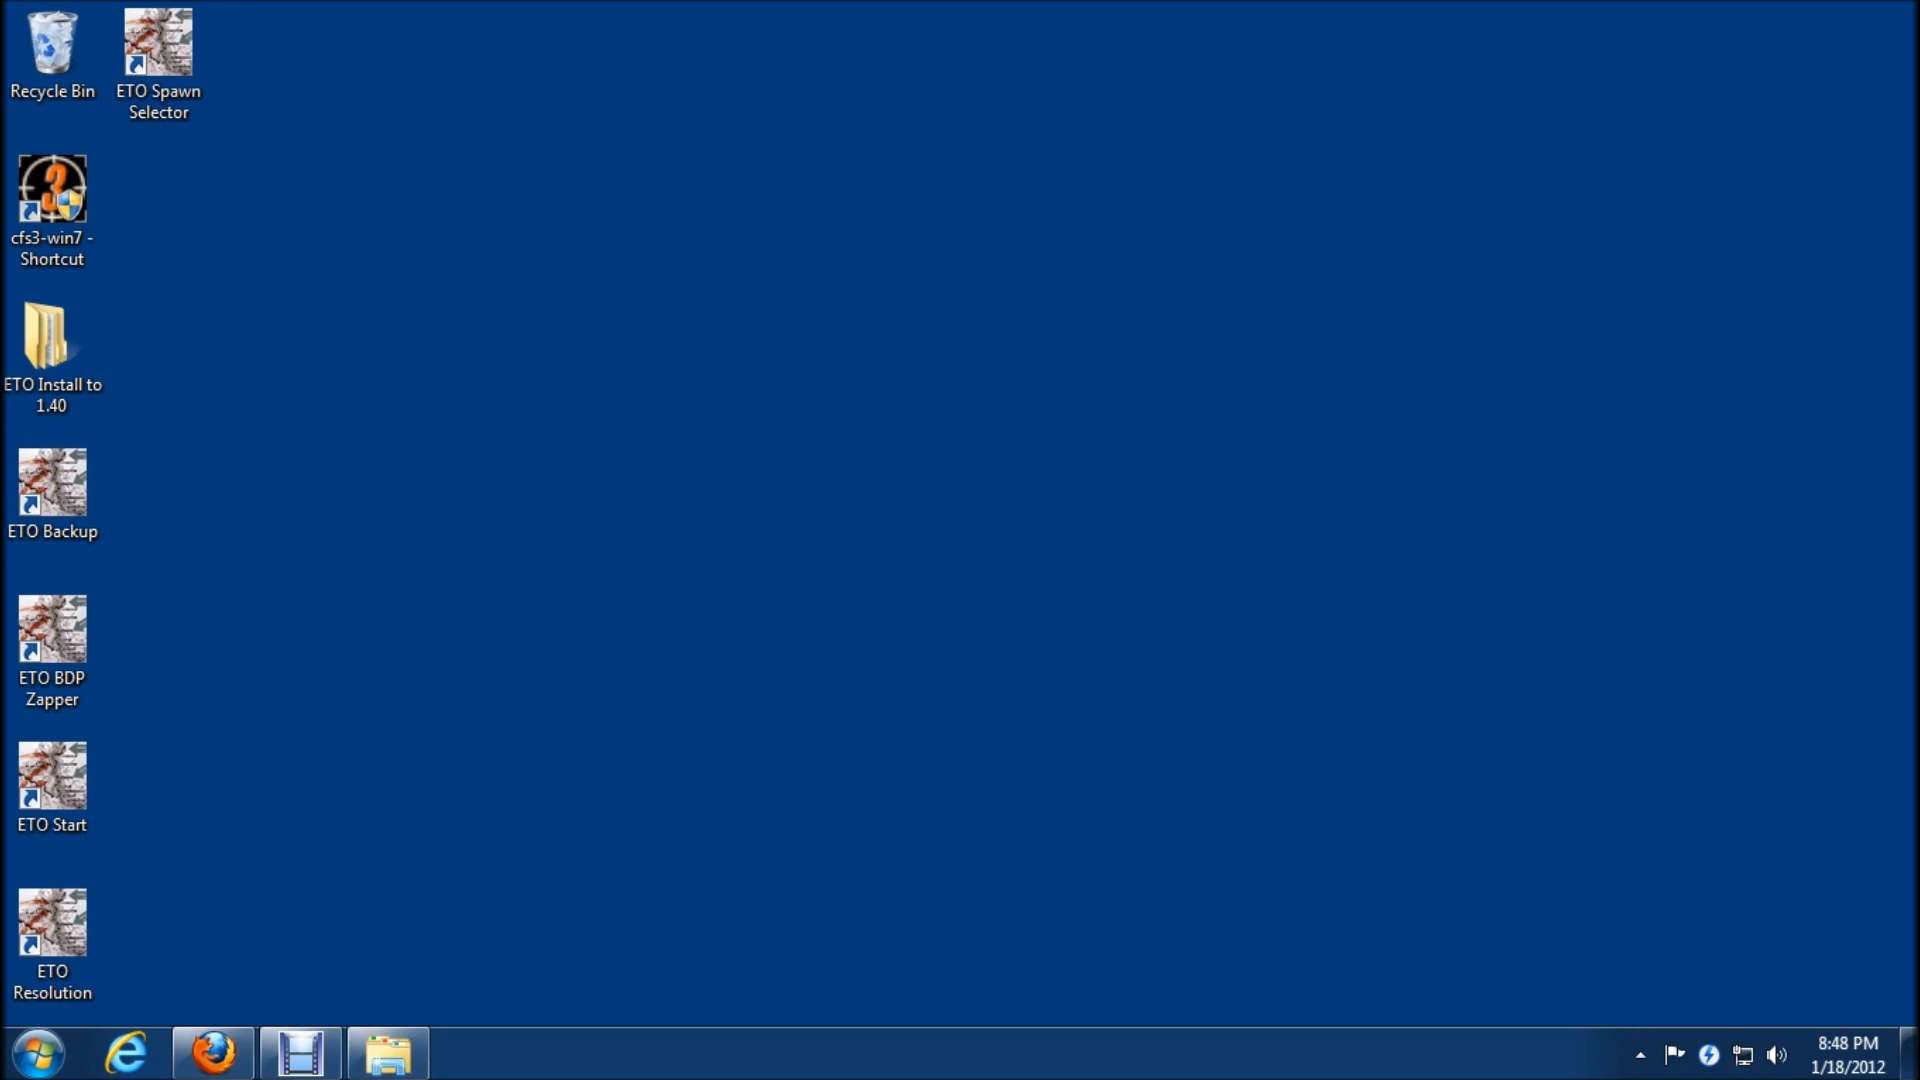 Recycle Bin
ETO Spawn
Selector
3
cfs3-win7 -
Shortcut
ETO Install to
1.40
ETO Backup
ETO BDP
Zapper
ETO Start
ETO
Resolution
8:48 PM
1/18/2012